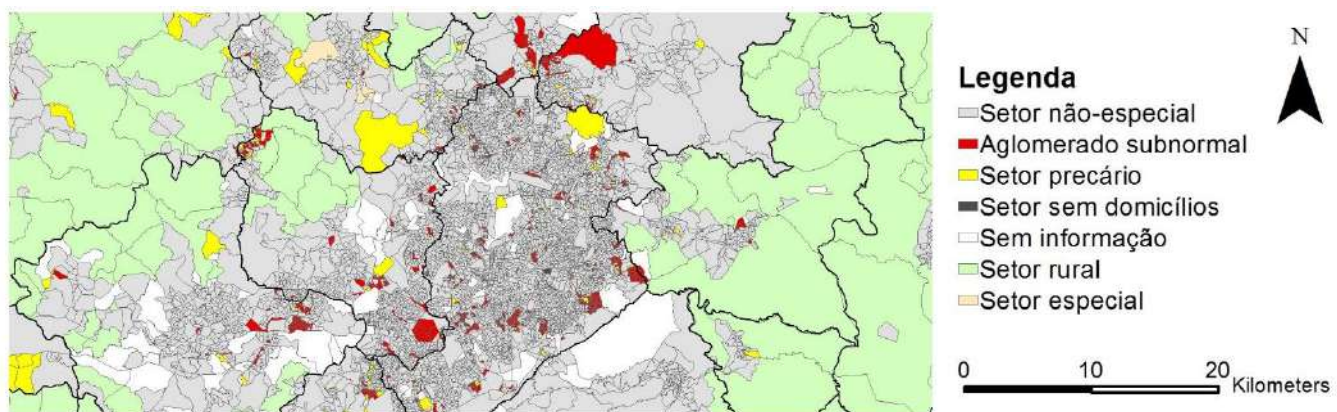 N
Legenda
Setor não-especial
Aglomerado subnormal
Setor precário
Setor sem domicílios
Sem informação
Setor rural
Setor especial
0 10 20 Kilometers